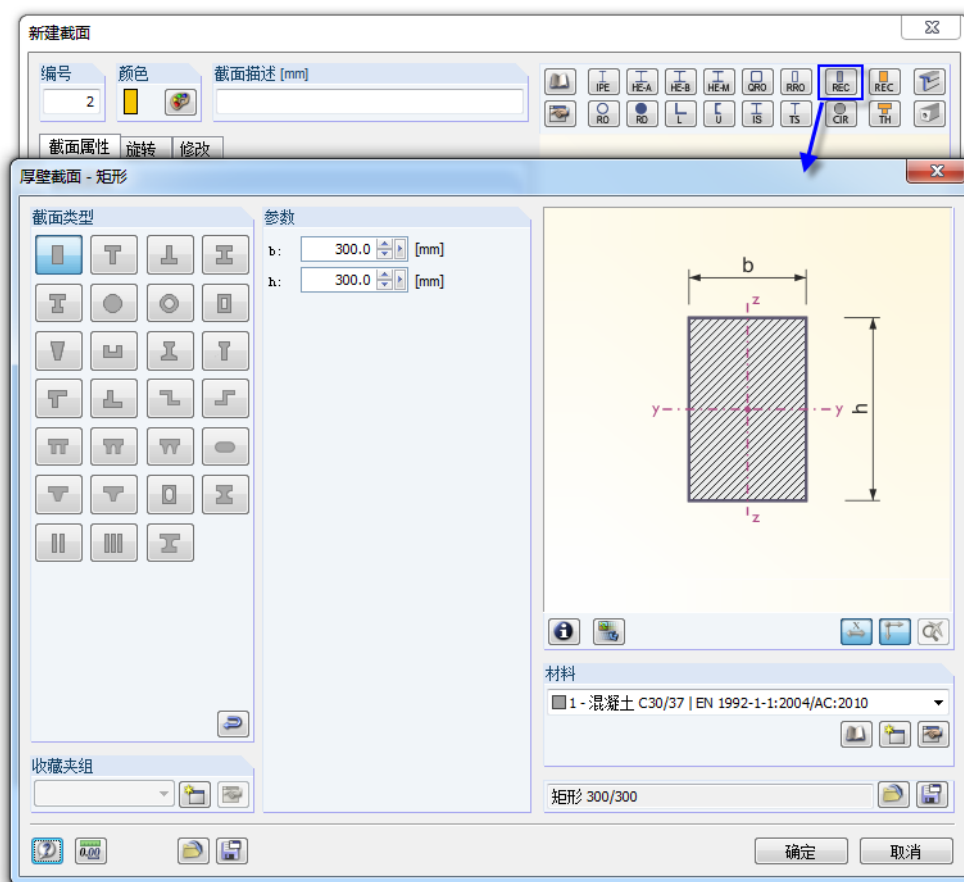 新建截面
编号
颜色
截面描述 [mm]
2
IPE HE-A HE-B HE-M QRO RRO REC REC
RO RD L U IS TS CIR TH
截面属性 旋转 修改
厚壁截面 - 矩形
截面类型
参数
b: 300.0 [mm]
h: 300.0 [mm]
b
z
y y
h
z
X
材料
1 - 混凝土 C30/37 | EN 1992-1-1:2004/AC:2010
收藏夹组
矩形 300/300
0.00
确定
取消